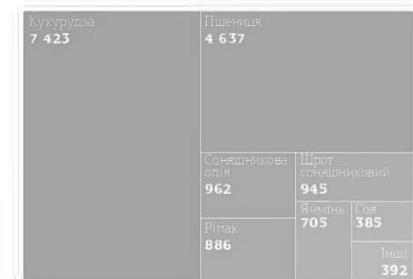 Кукурудза
7 423
Пшениця
4 637
Соняшникова
олія
962
Шрот
соняшниковий
945
Ріпак
886
Ячмінь
705
Соя
385
Інші
392